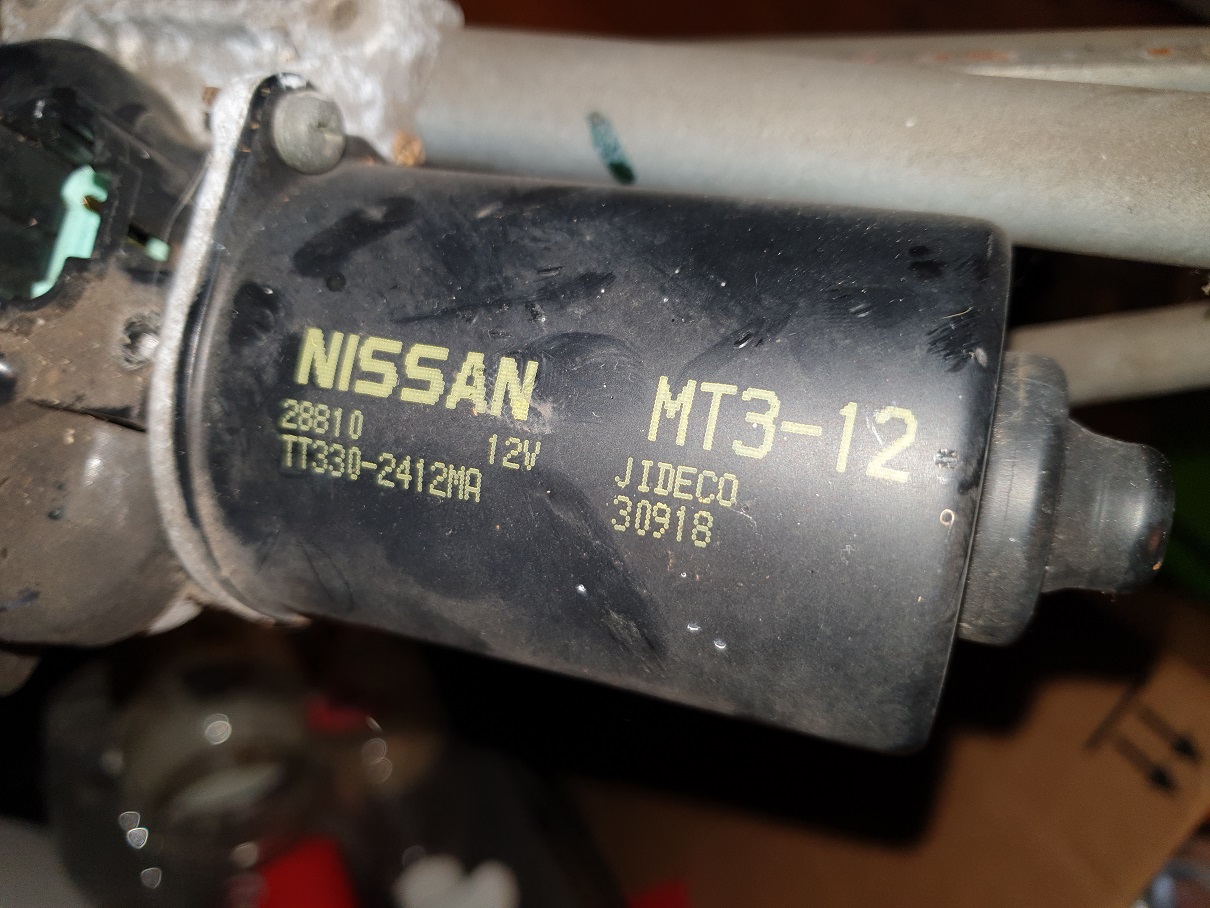 NISSAN
28810
12V
TT330-2412MA
MT3-12
JIDECO
30918